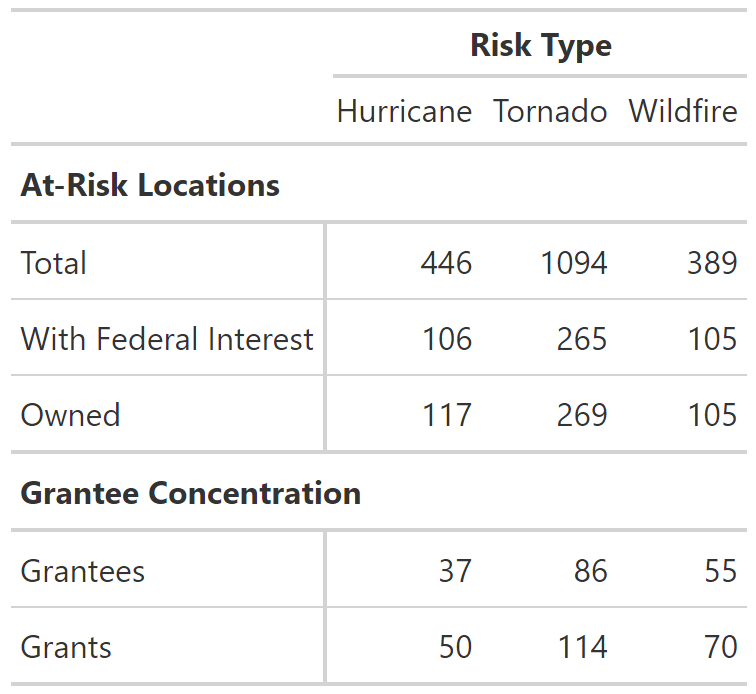 Risk Type
Hurricane Tornado Wildfire
At-Risk Locations
Total 446 1094 389
With Federal Interest 106 265 105
Owned 117 269 105
Grantee Concentration
Grantees 37 86 55
Grants 50 114 70